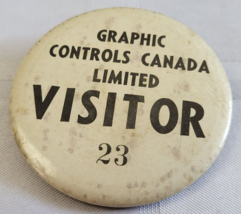 GRAPHIC
CONTROLS CANADA
LIMITED
VISITOR
23